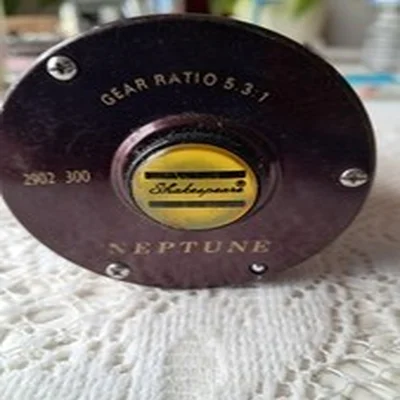 GEAR RATIO 5.3:1
2902 300
Shakespeare®
NEPTUNE